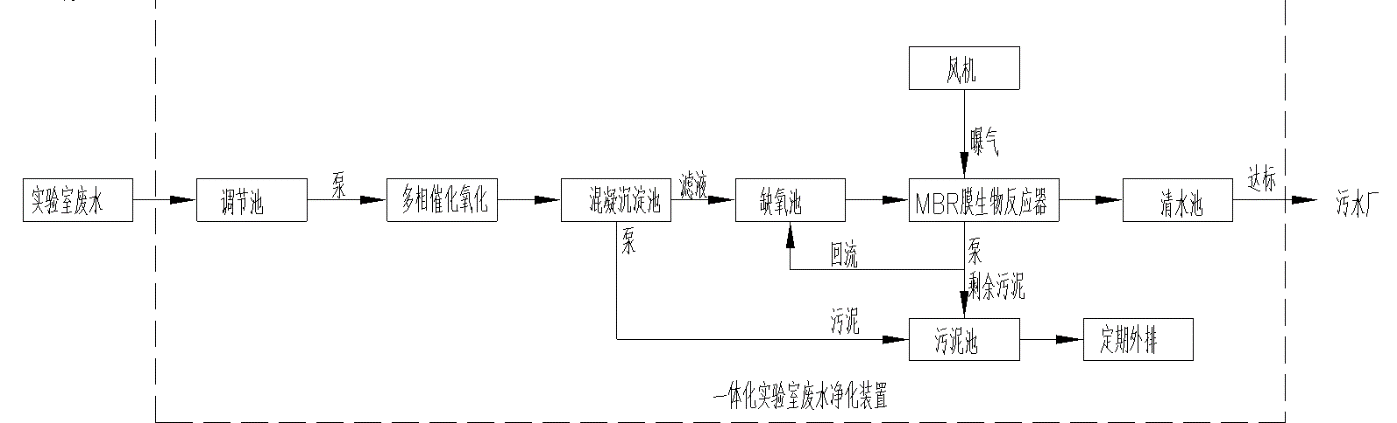 风机
曝气
实验室废水
调节池
泵
多相催化氧化
混凝沉淀池
滤液
缺氧池
MBR膜生物反应器
清水池
达标
污水厂
泵
回流
泵
剩余污泥
污泥
污泥池
定期外排
一体化实验室废水净化装置